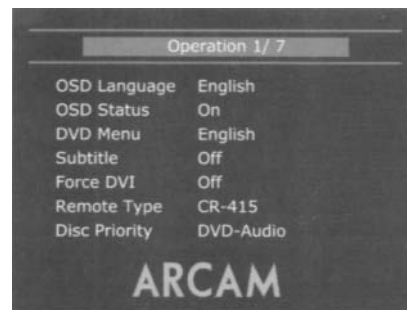 Operation 1/ 7
OSD Language English
OSD Status On
DVD Menu English
Subtitle Off
Force DVI Off
Remote Type CR-415
Disc Priority DVD-Audio
ARCAM